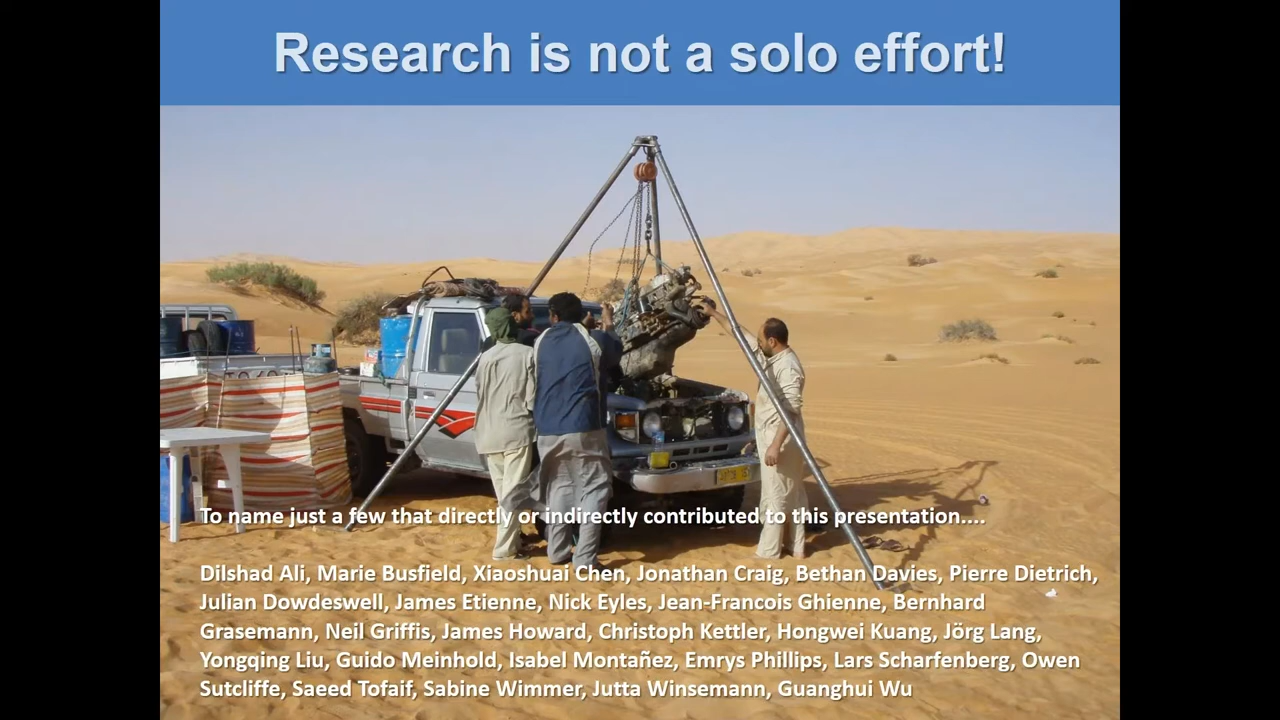 Research is not a solo effort!
To name just a few that directly or indirectly contributed to this presentation....
Dilshad Ali, Marie Busfield, Xiaoshuai Chen, Jonathan Craig, Bethan Davies, Pierre Dietrich,
Julian Dowdeswell, James Etienne, Nick Eyles, Jean-Francois Ghienne, Bernhard
Grasemann, Neil Griffis, James Howard, Christoph Kettler, Hongwei Kuang, Jörg Lang,
Yongqing Liu, Guido Meinhold, Isabel Montañez, Emrys Phillips, Lars Scharfenberg, Owen
Sutcliffe, Saeed Tofaif, Sabine Wimmer, Jutta Winsemann, Guanghui Wu